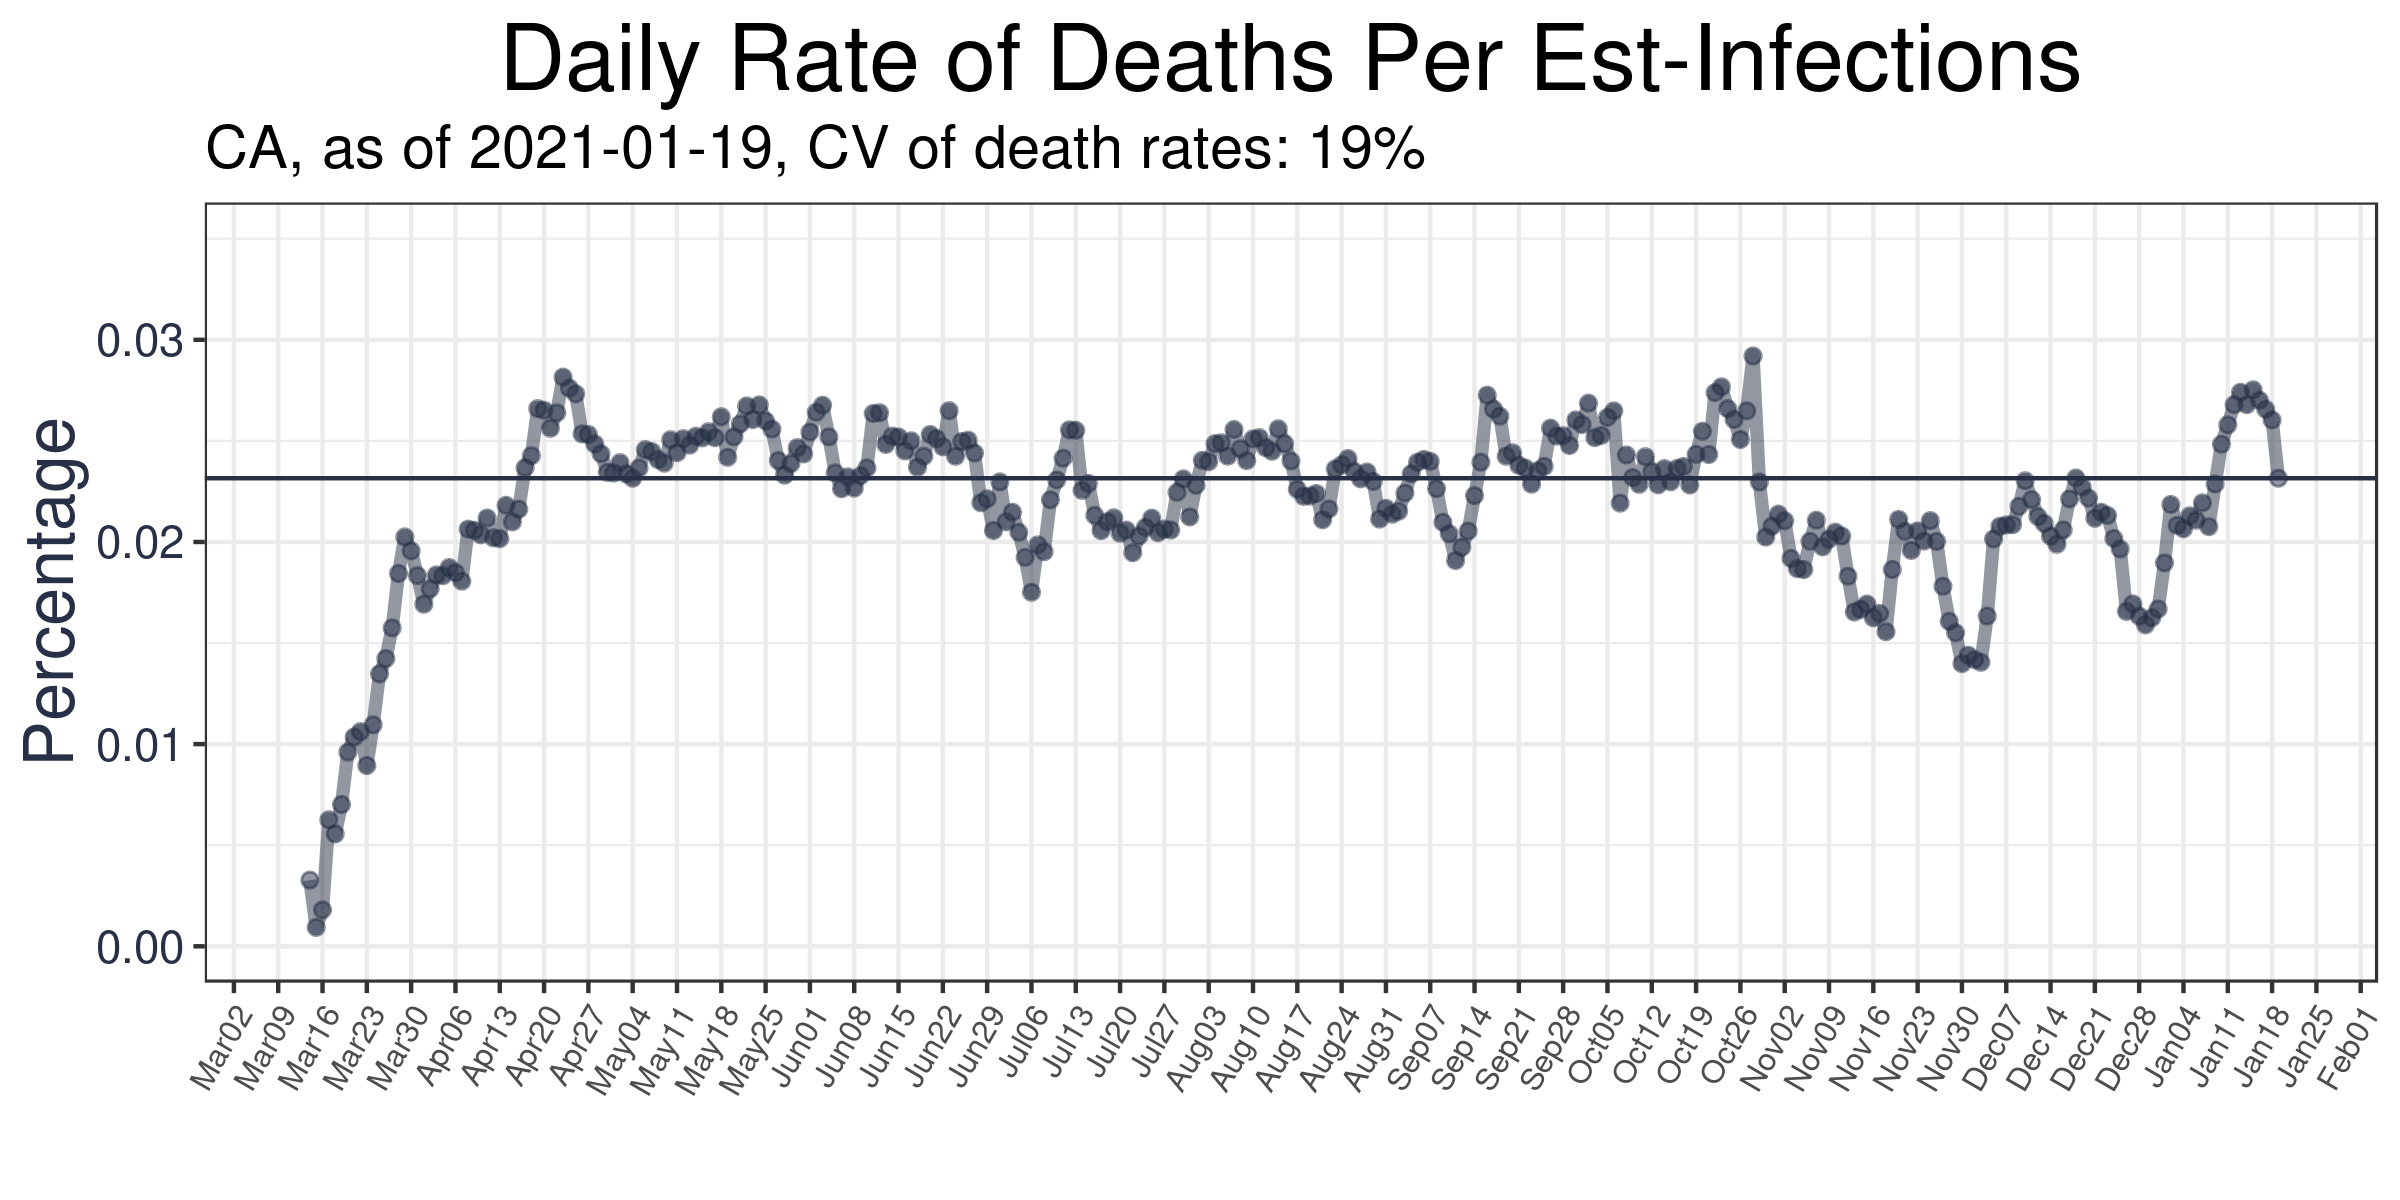 Daily Rate of Deaths Per Est-Infections
CA, as of 2021-01-19, CV of death rates: 19%
Percentage
0.03
0.02
0.01
0.00
Mar02
Mar09
Mar16
Mar23
Mar30
Apr06
Apr13
Apr20
Apr27
May04
May11
May18
May25
Jun01
Jun08
Jun15
Jun22
Jun29
Jul06
Jul13
Jul20
Jul27
Aug03
Aug10
Aug17
Aug24
Aug31
Sep07
Sep14
Sep21
Sep28
Oct05
Oct12
Oct19
Oct26
Nov02
Nov09
Nov16
Nov23
Nov30
Dec07
Dec14
Dec21
Dec28
Jan04
Jan11
Jan18
Jan25
Feb01